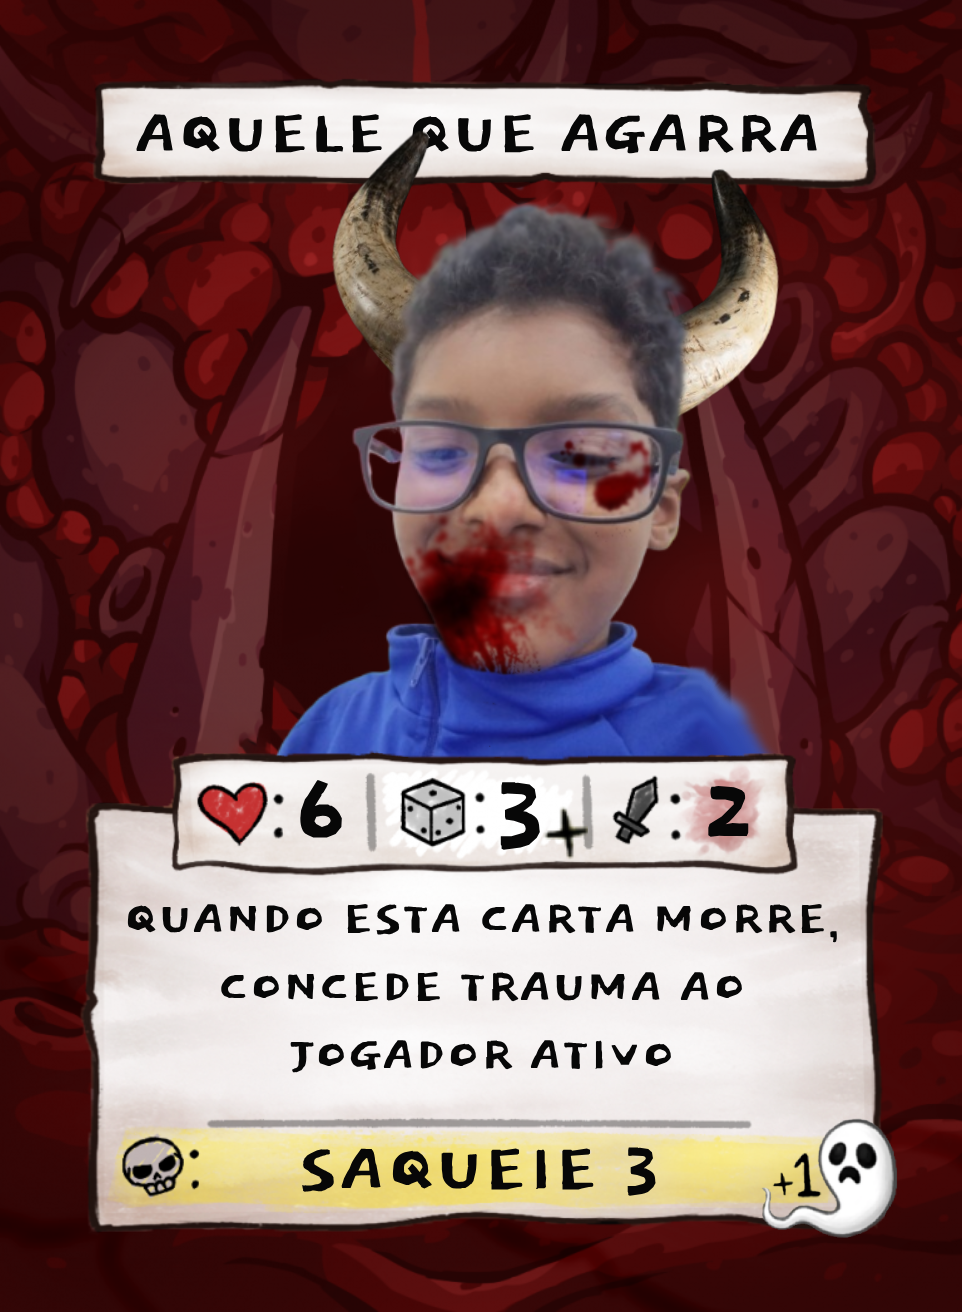 AQUELE QUE AGARRA
: 6 | : 3+ | : 2
QUANDO ESTA CARTA MORRE,
CONCEDE TRAUMA AO
JOGADOR ATIVO
: SAQUEIE 3 +1